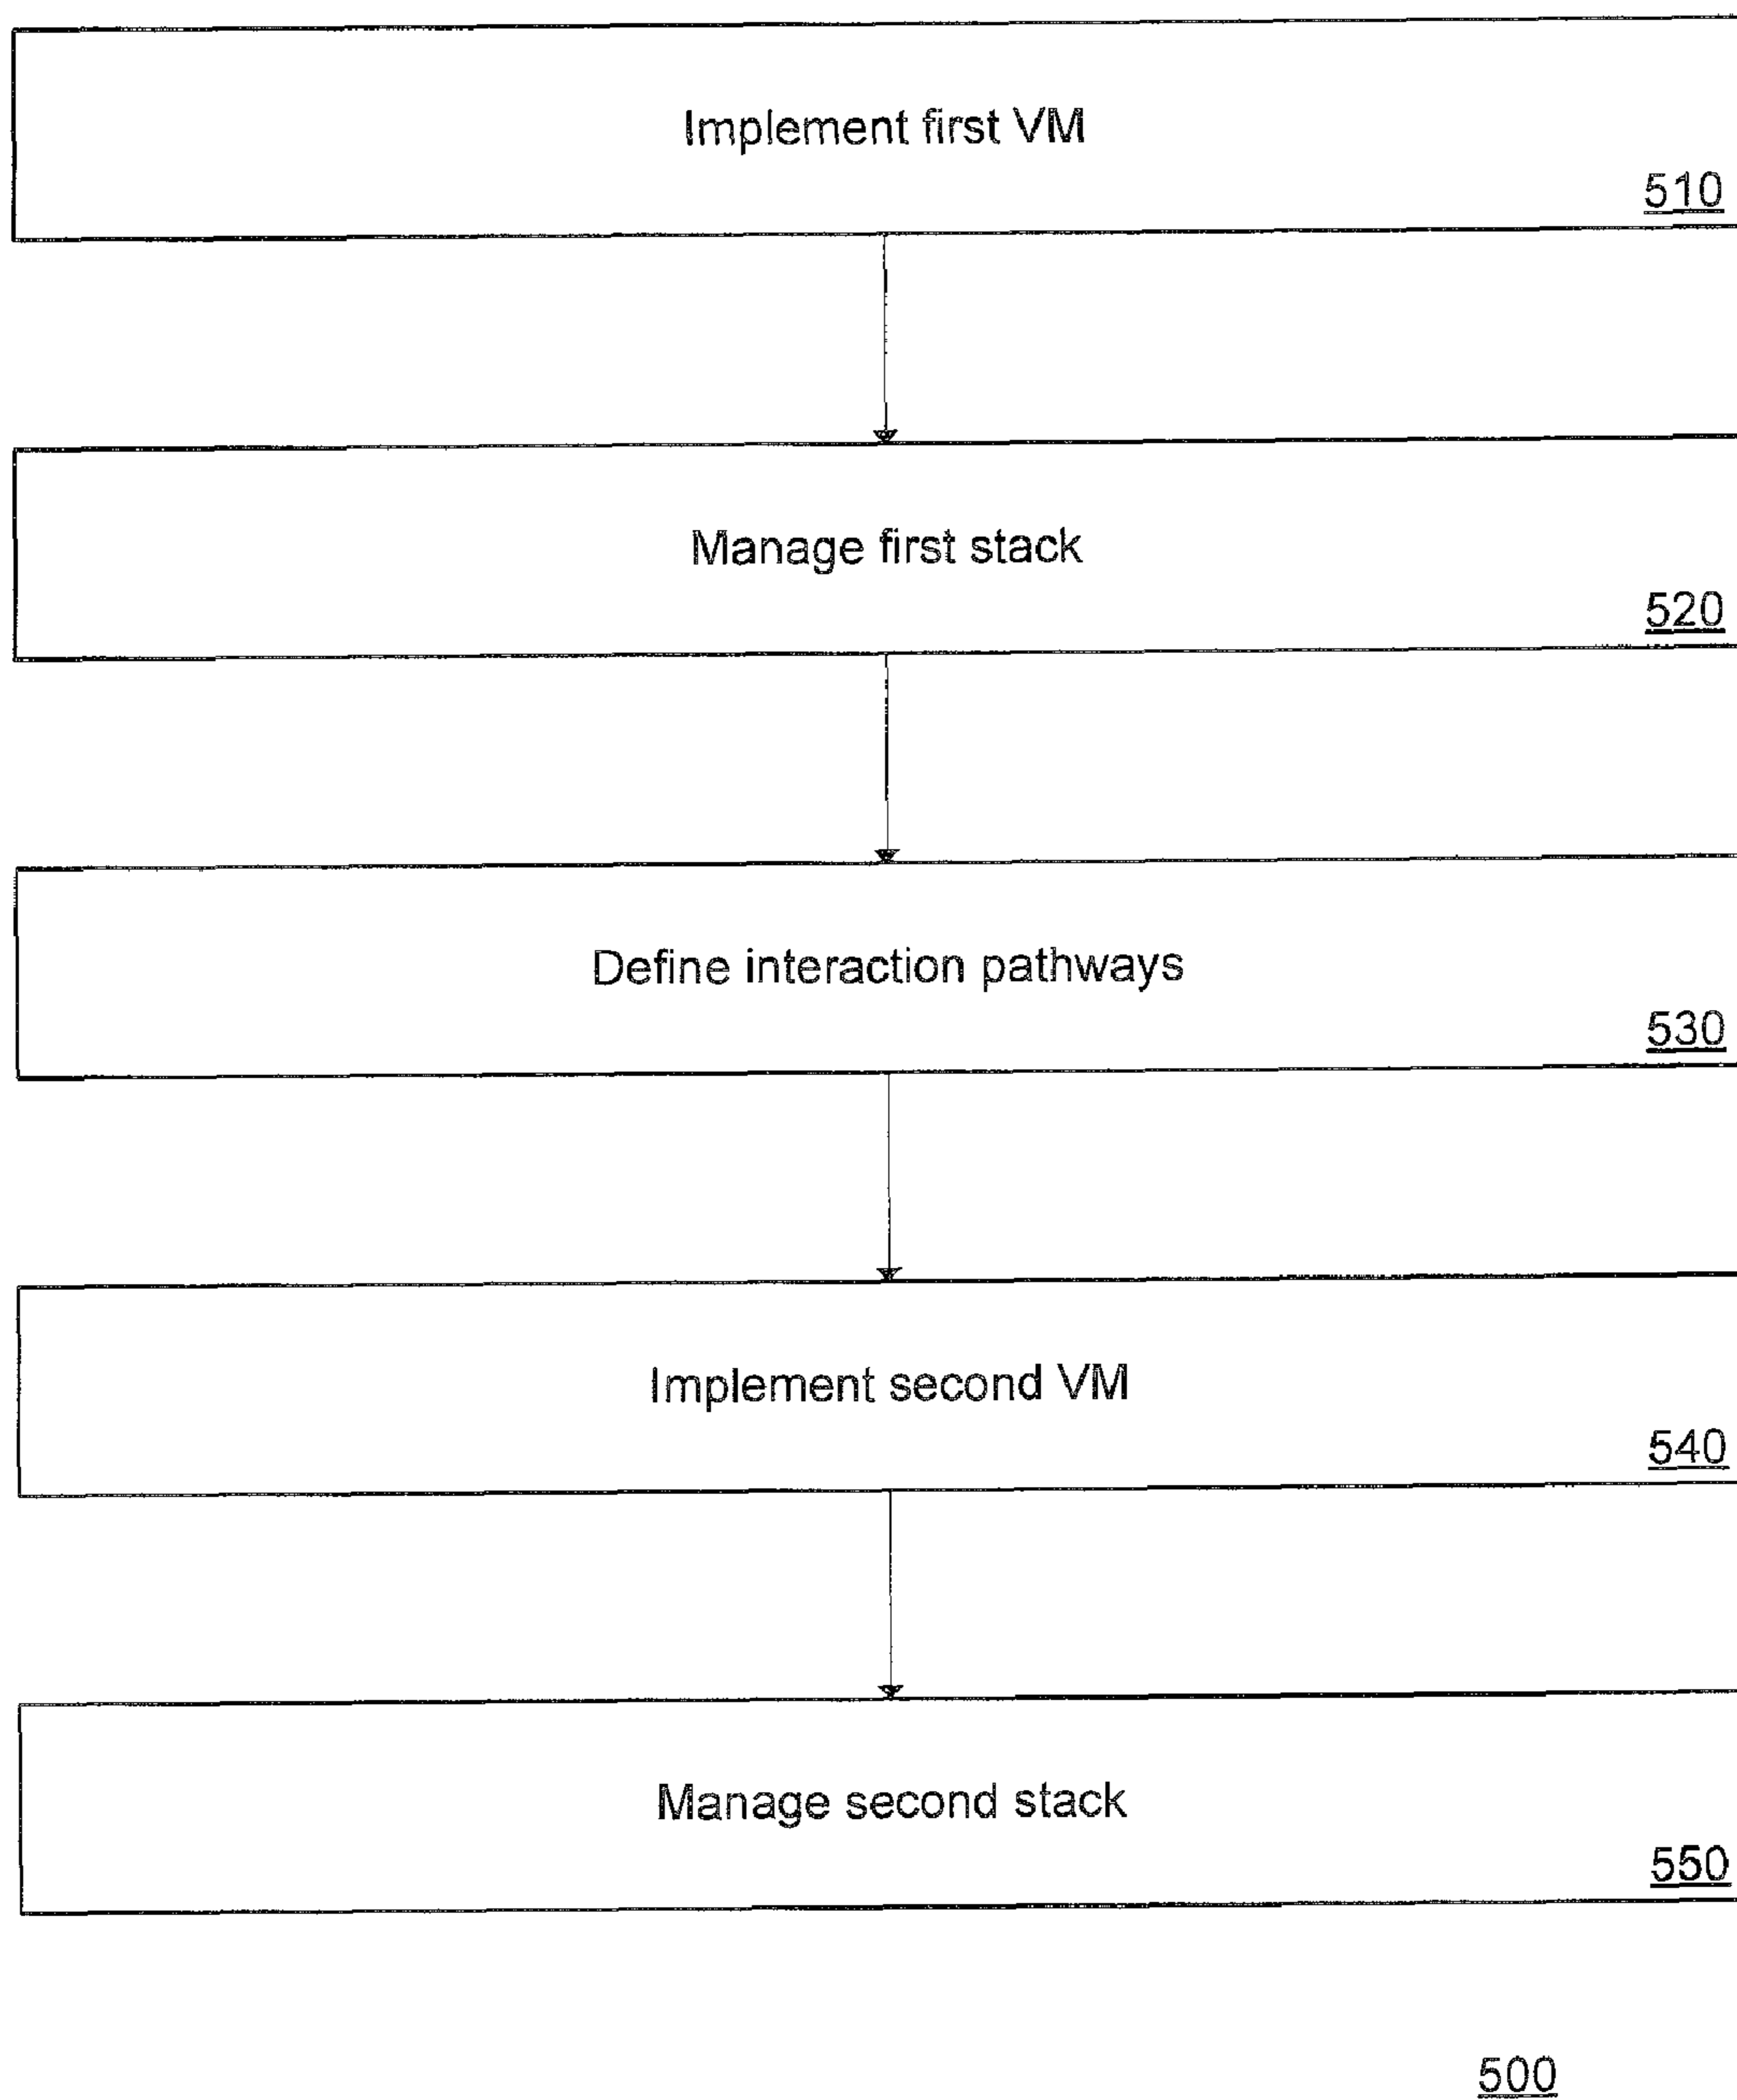 Implement first VM
510
Manage first stack
520
Define interaction pathways
530
Implement second VM
540
Manage second stack
550
500